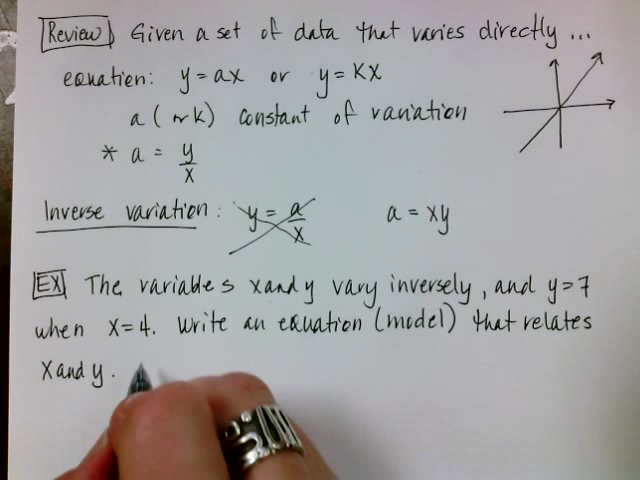 Review Given a set of data that varies directly ...
equation: y = ax or y = Kx
a (or k) constant of variation
* a = y/x
Inverse variation: y = a/x a = xy
EX The variables x and y vary inversely, and y=7
when x=4. Write an equation (model) that relates
x and y.